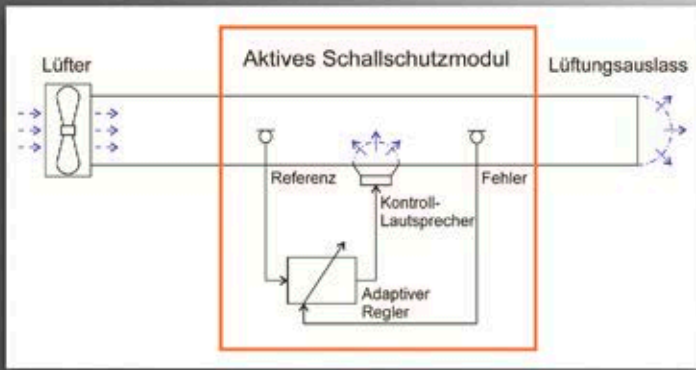 Aktives Schallschutzmodul
Lüfter
Lüftungsauslass
Referenz
Fehler
Kontroll-
Lautsprecher
Adaptiver
Regler